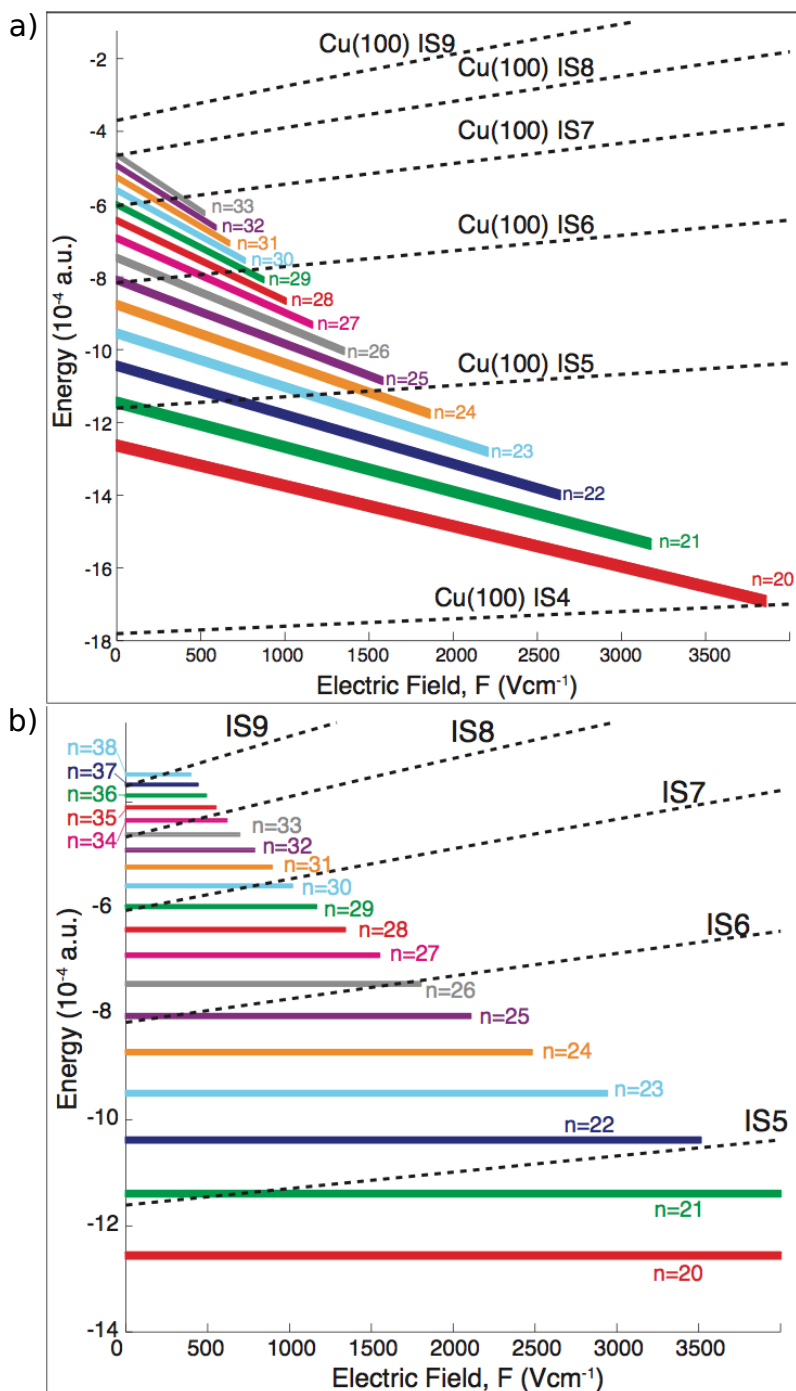 a)
Cu(100) IS9
Cu(100) IS8
Cu(100) IS7
Cu(100) IS6
Cu(100) IS5
Cu(100) IS4
n=33
n=32
n=31
n=30
n=29
n=28
n=27
n=26
n=25
n=24
n=23
n=22
n=21
n=20
-2
-4
-6
-8
-10
-12
-14
-16
-18
Energy (10⁻⁴ a.u.)
0 500 1000 1500 2000 2500 3000 3500
Electric Field, F (Vcm⁻¹)
b)
IS9
IS8
IS7
IS6
IS5
n=38
n=37
n=36
n=35
n=34
n=33
n=32
n=31
n=30
n=29
n=28
n=27
n=26
n=25
n=24
n=23
n=22
n=21
n=20
-6
-8
-10
-12
-14
Energy (10⁻⁴ a.u.)
0 500 1000 1500 2000 2500 3000 3500
Electric Field, F (Vcm⁻¹)